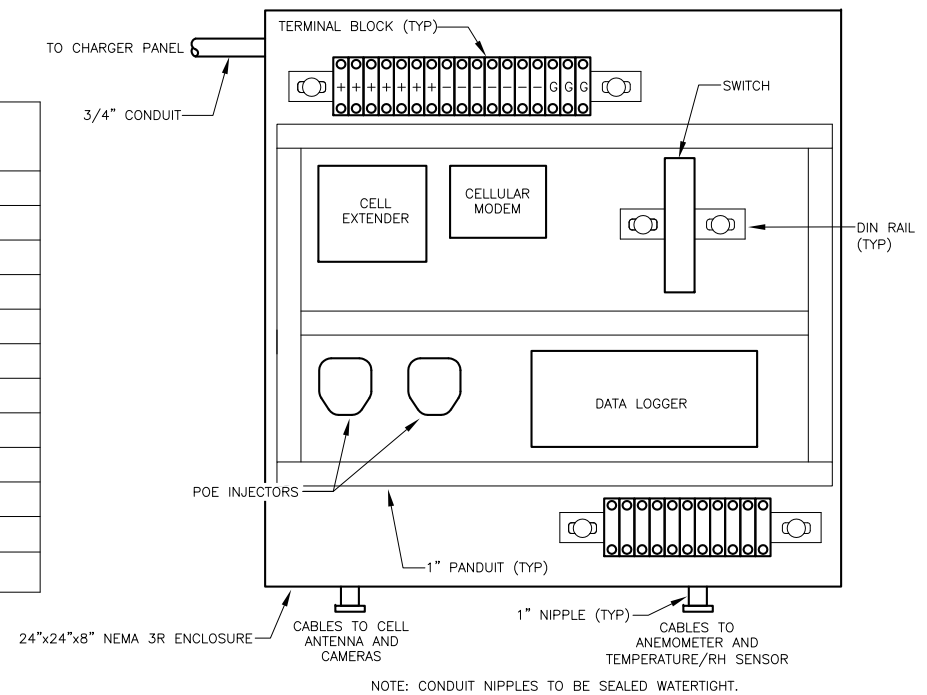 TERMINAL BLOCK (TYP)
TO CHARGER PANEL
3/4" CONDUIT
+ + + + + + + - - - - - - - G G G
SWITCH
CELL
EXTENDER
CELLULAR
MODEM
DIN RAIL
(TYP)
DATA LOGGER
POE INJECTORS
1" PANDUIT (TYP)
1" NIPPLE (TYP)
24"x24"x8" NEMA 3R ENCLOSURE
CABLES TO CELL
ANTENNA AND
CAMERAS
CABLES TO
ANEMOMETER AND
TEMPERATURE/RH SENSOR
NOTE: CONDUIT NIPPLES TO BE SEALED WATERTIGHT.